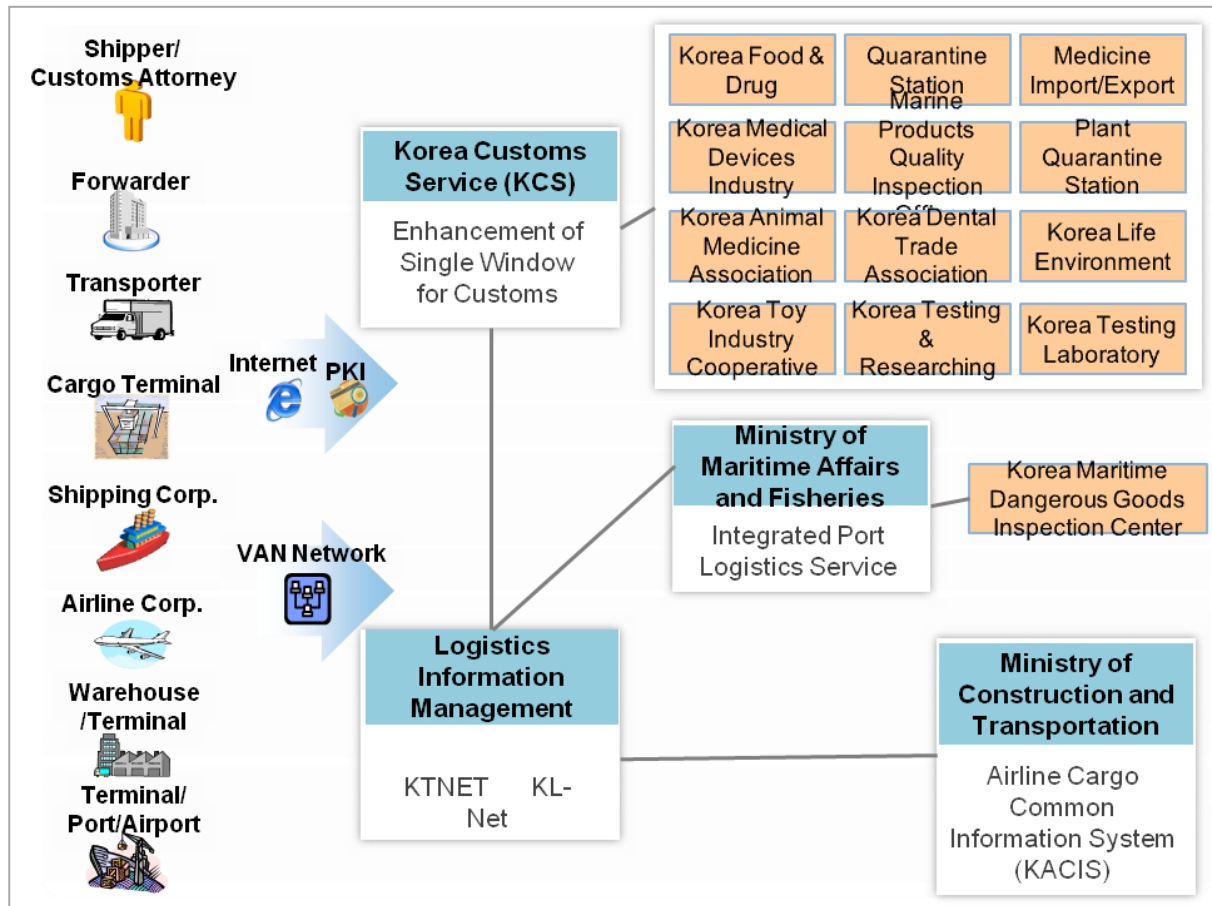 Shipper/
Customs Attorney
Forwarder
Transporter
Cargo Terminal
Shipping Corp.
Airline Corp.
Warehouse
/Terminal
Terminal/
Port/Airport
Internet
PKI
VAN Network
Korea Customs
Service (KCS)
Enhancement of
Single Window
for Customs
Logistics
Information
Management
KTNET KL-
Net
Korea Food &
Drug
Quarantine
Station
Medicine
Import/Export
Korea Medical
Devices
Industry
Marine
Products
Quality
Inspection
Plant
Quarantine
Station
Korea Animal
Medicine
Association
Korea Dental
Trade
Association
Korea Life
Environment
Korea Toy
Industry
Cooperative
Korea Testing
&
Researching
Korea Testing
Laboratory
Ministry of
Maritime Affairs
and Fisheries
Integrated Port
Logistics Service
Korea Maritime
Dangerous Goods
Inspection Center
Ministry of
Construction and
Transportation
Airline Cargo
Common
Information System
(KACIS)